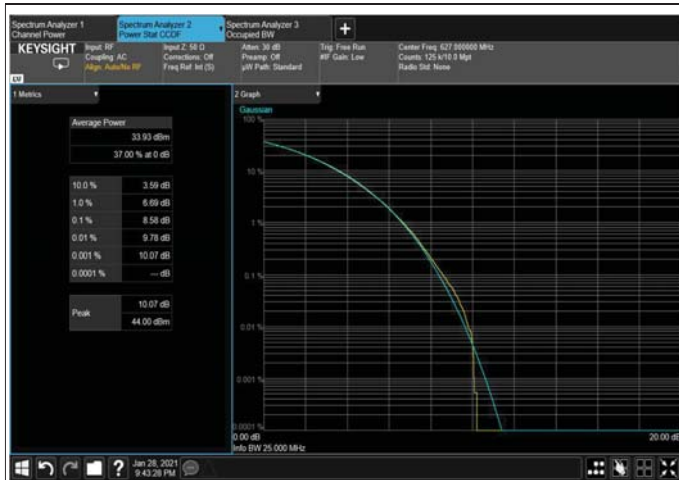 Spectrum Analyzer 1
Channel Power
Spectrum Analyzer 2
Power Stat CCDF
Spectrum Analyzer 3
Occupied BW
+
KEYSIGHT
Input: RF
Coupling: AC
Align: Auto/No RF
Input Z: 50 Ω
Corrections: Off
Freq Ref: Int (S)
Atten: 30 dB
Preamp: Off
µW Path: Standard
Trig: Free Run
#IF Gain: Low
Center Freq: 627.000000 MHz
Counts: 125 k/10.0 Mpt
Radio Std: None
LV
1 Metrics
Average Power
33.93 dBm
37.00 % at 0 dB
10.0 % 3.59 dB
1.0 % 6.69 dB
0.1 % 8.58 dB
0.01 % 9.78 dB
0.001 % 10.07 dB
0.0001 % --- dB
Peak
10.07 dB
44.00 dBm
2 Graph
Gaussian
100 %
10 %
1 %
0.1 %
0.01 %
0.001 %
0.0001 %
0.00 dB
20.00 dB
Info BW 25.000 MHz
?
Jan 28, 2021
9:43:28 PM